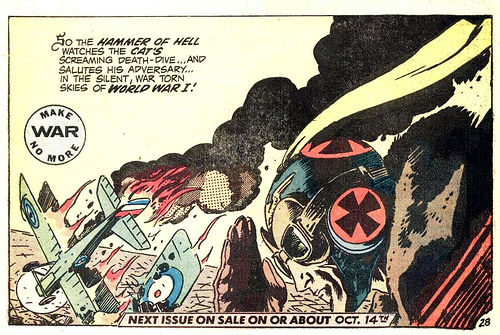 SO THE HAMMER OF HELL
WATCHES THE CAT'S
SCREAMING DEATH-DIVE...AND
SALUTES HIS ADVERSARY...
IN THE SILENT, WAR TORN
SKIES OF WORLD WAR I!
MAKE
WAR
NO MORE
NEXT ISSUE ON SALE ON OR ABOUT OCT. 14TH
28